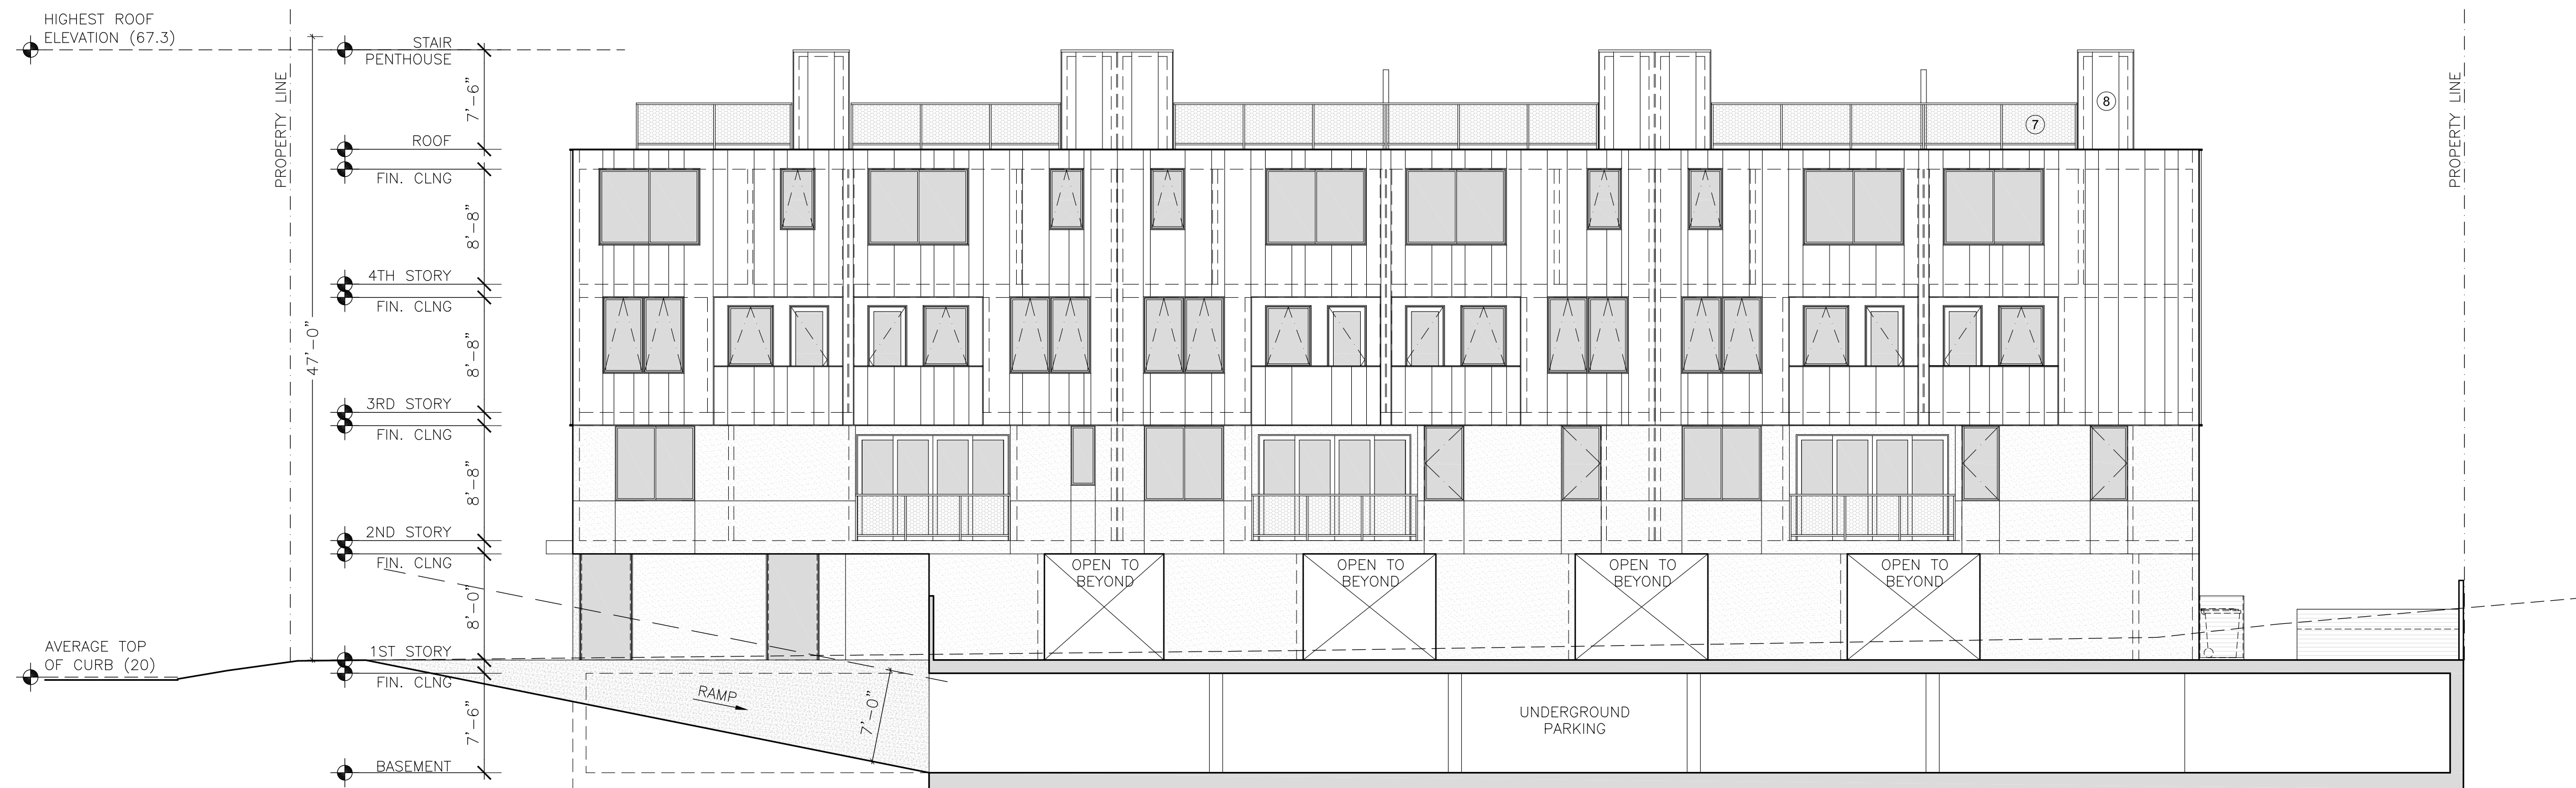 HIGHEST ROOF
ELEVATION (67.3)
STAIR
PENTHOUSE
PROPERTY LINE
PROPERTY LINE
7'-6"
8
7
ROOF
FIN. CLNG
8'-8"
4TH STORY
FIN. CLNG
47'-0"
8'-8"
3RD STORY
FIN. CLNG
8'-8"
2ND STORY
FIN. CLNG
OPEN TO
BEYOND
OPEN TO
BEYOND
OPEN TO
BEYOND
OPEN TO
BEYOND
8'-0"
AVERAGE TOP
OF CURB (20)
1ST STORY
FIN. CLNG
RAMP
7'-0"
7'-6"
UNDERGROUND
PARKING
BASEMENT